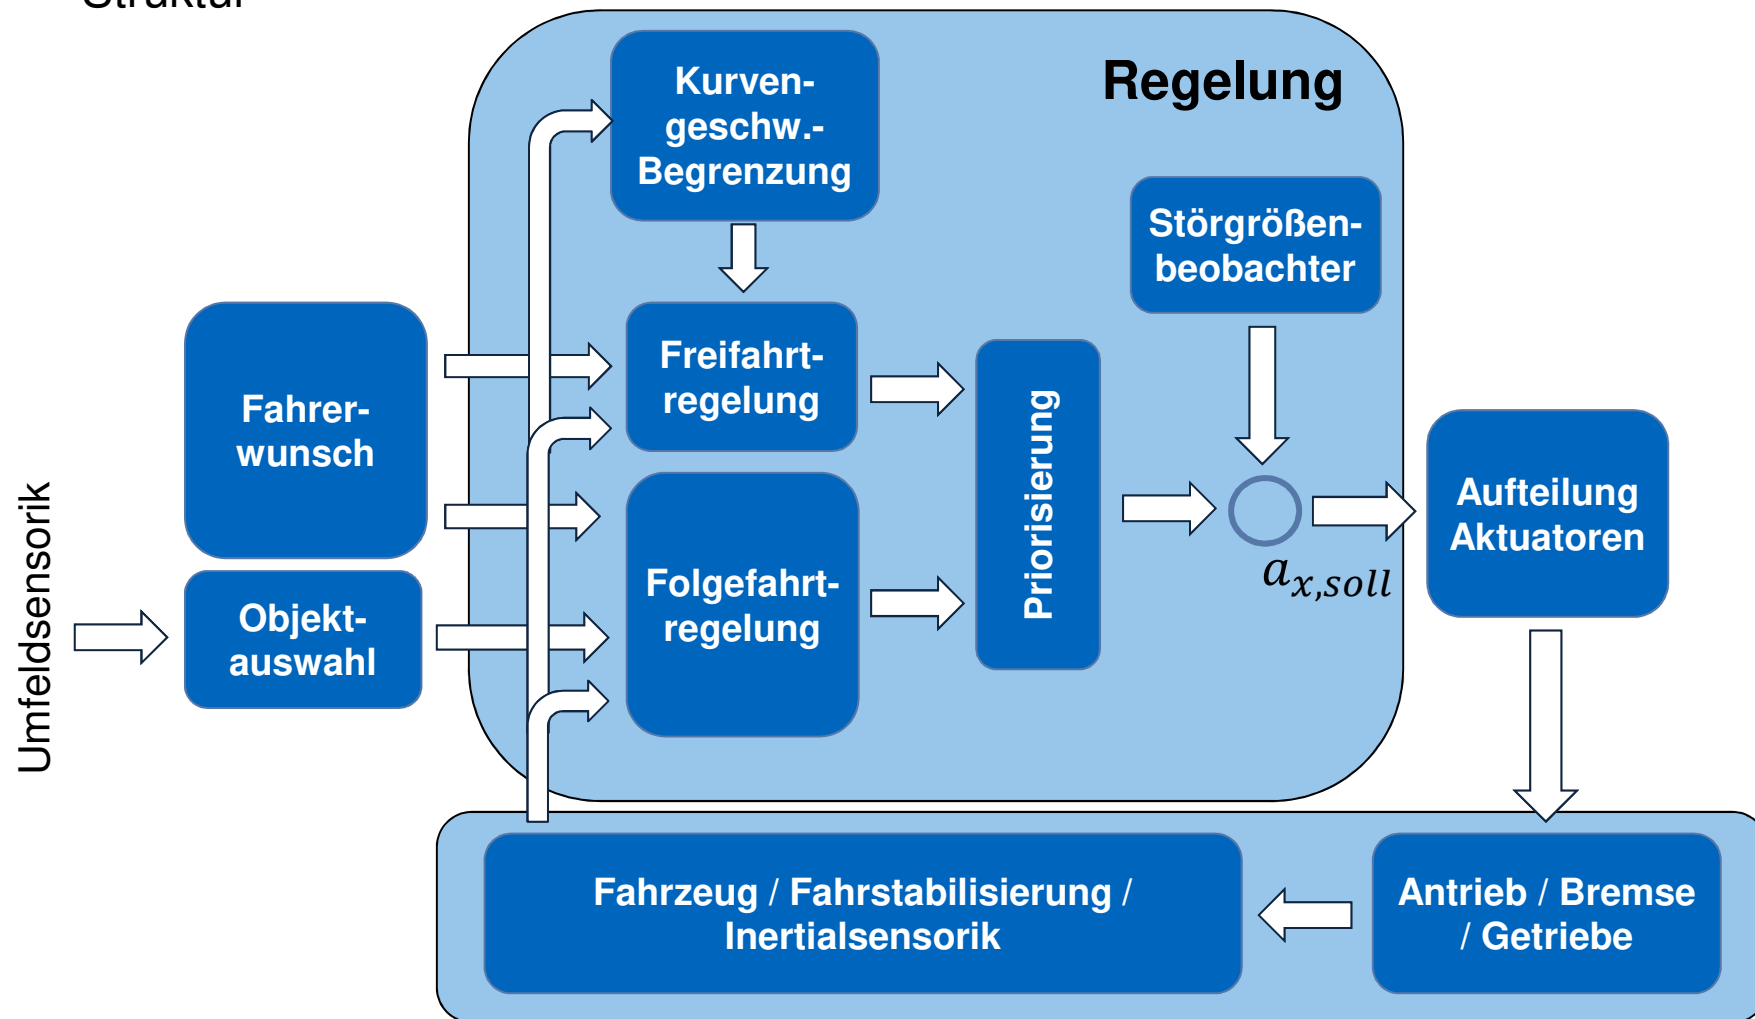 Struktur
Regelung
Kurven-
geschw.-
Begrenzung
Störgrößen-
beobachter
Fahrer-
wunsch
Freifahrt-
regelung
Priorisierung
Umfeldsensorik
Objekt-
auswahl
Folgefahrt-
regelung
a_{x,soll}
Aufteilung
Aktuatoren
Fahrzeug / Fahrstabilisierung /
Inertialsensorik
Antrieb / Bremse
/ Getriebe